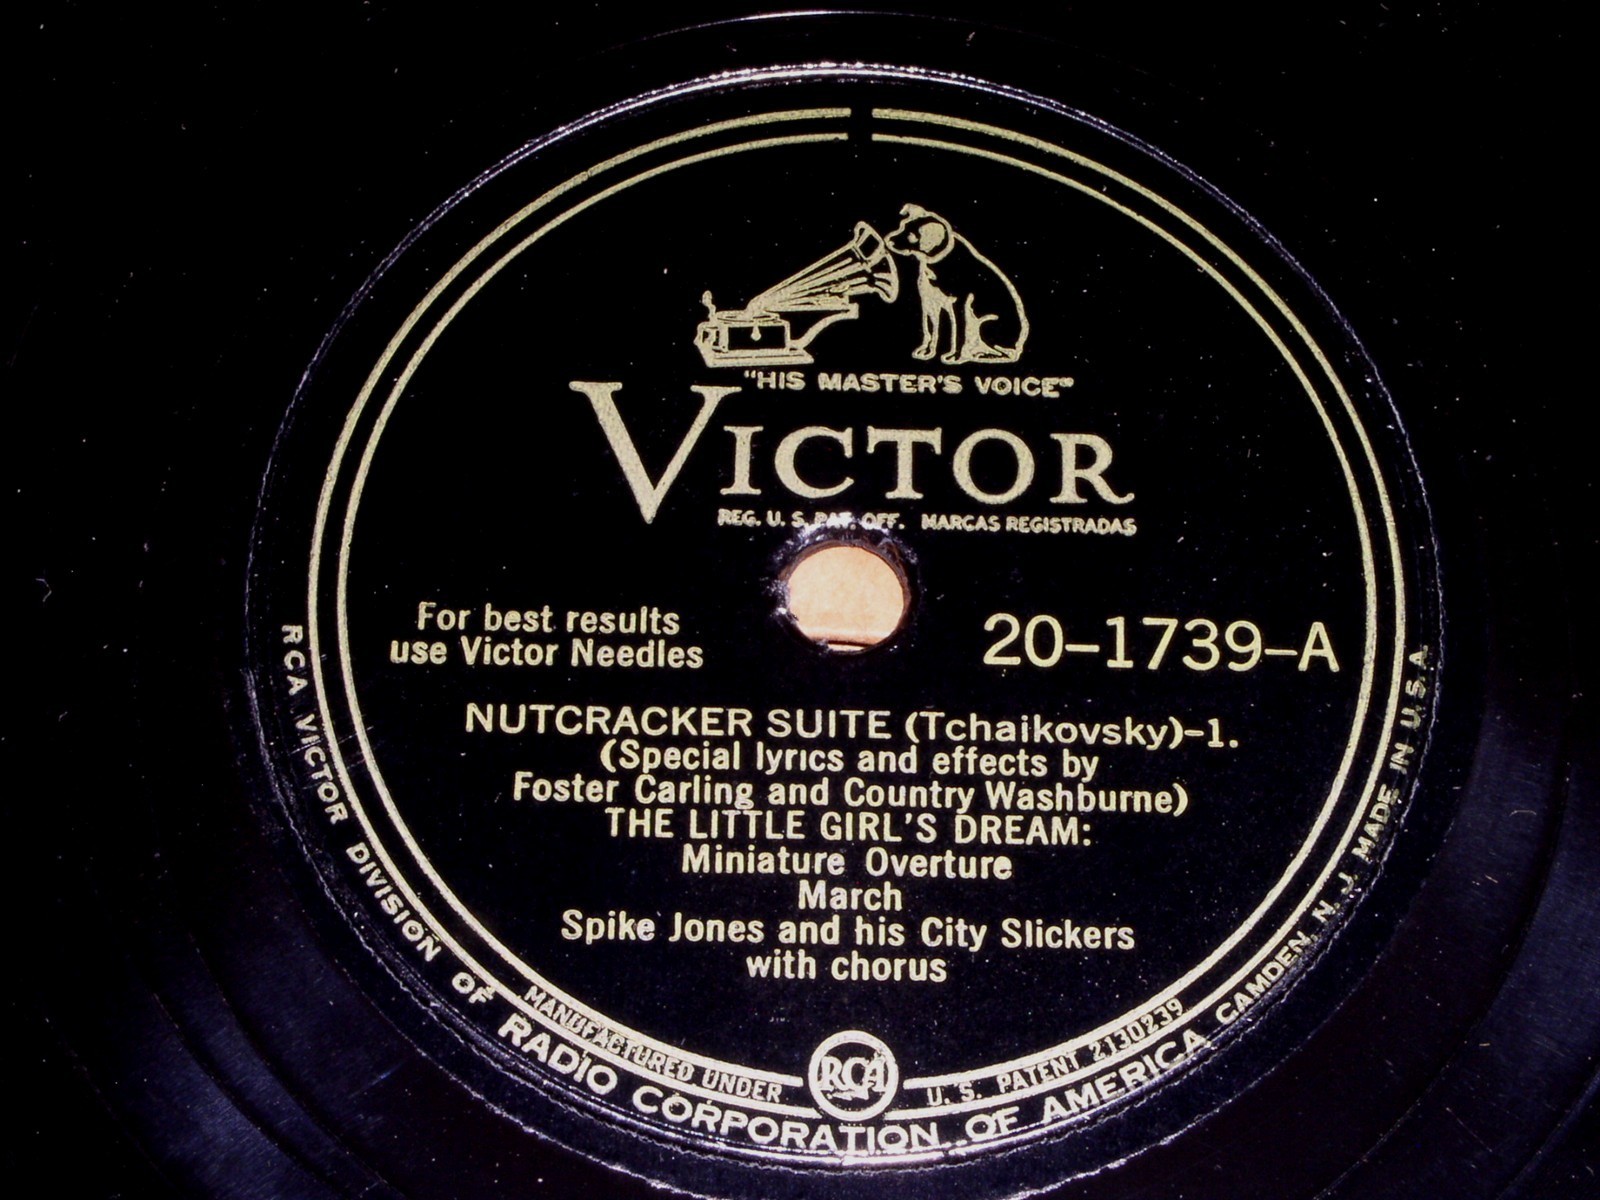 "HIS MASTER'S VOICE"
VICTOR
REG. U. S. PAT. OFF. MARCAS REGISTRADAS
For best results
use Victor Needles
20-1739-A
NUTCRACKER SUITE (Tchaikovsky)-1.
(Special lyrics and effects by
Foster Carling and Country Washburne)
THE LITTLE GIRL'S DREAM:
Miniature Overture
March
Spike Jones and his City Slickers
with chorus
MANUFACTURED UNDER RCA U. S. PATENT 2130239
RCA VICTOR DIVISION OF RADIO CORPORATION OF AMERICA CAMDEN, N. J. MADE IN U. S. A.